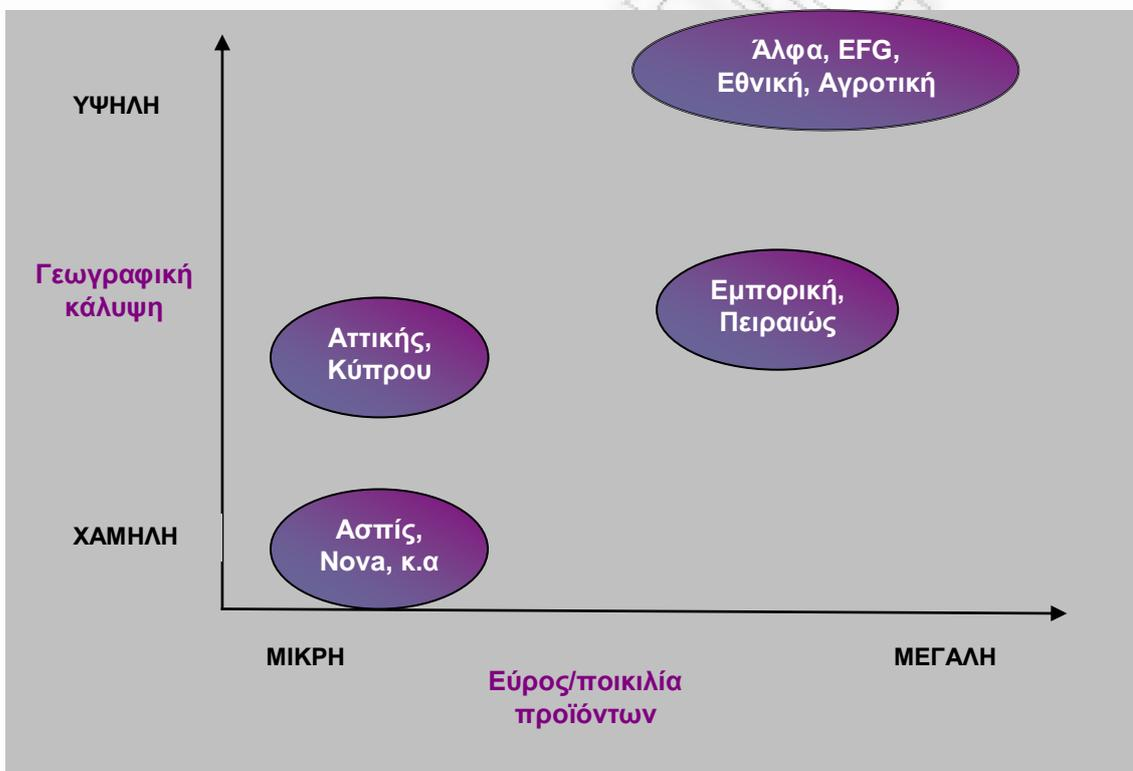 Άλφα, EFG,
Εθνική, Αγροτική
ΥΨΗΛΗ
Γεωγραφική
κάλυψη
Εμπορική,
Πειραιώς
Αττικής,
Κύπρου
ΧΑΜΗΛΗ
Ασπίς,
Nova, κ.α
ΜΙΚΡΗ
ΜΕΓΑΛΗ
Εύρος/ποικιλία
προϊόντων